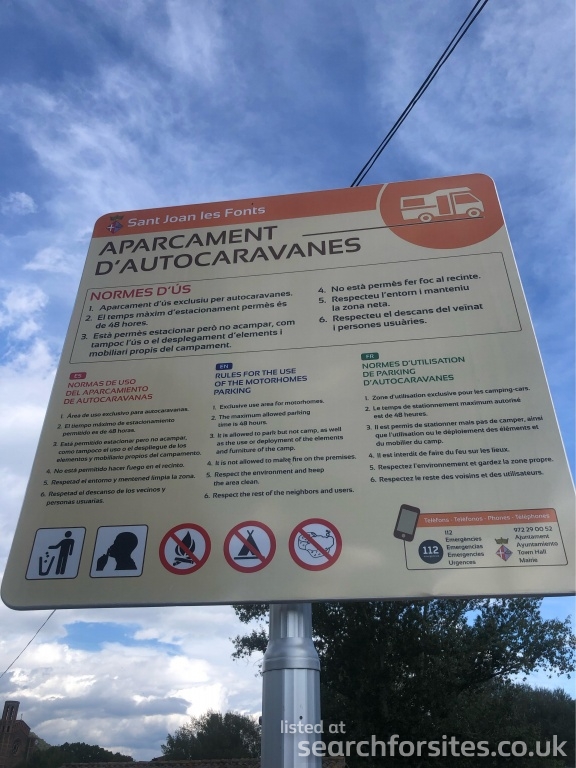 Sant Joan les Fonts
APARCAMENT
D'AUTOCARAVANES
NORMES D'ÚS
1. Aparcament d'ús exclusiu per autocaravanes.
2. El temps màxim d'estacionament permès és
de 48 hores.
3. Està permès estacionar però no acampar, com
tampoc l'ús o el desplegament d'elements i
mobiliari propis del campament.
4. No està permès fer foc al recinte.
5. Respecteu l'entorn i manteniu
la zona neta.
6. Respecteu el descans del veïnat
i persones usuàries.
ES
NORMAS DE USO
DEL APARCAMIENTO
DE AUTOCARAVANAS
1. Área de uso exclusivo para autocaravanas.
2. El tiempo máximo de estacionamiento
permitido es de 48 horas.
3. Está permitido estacionar pero no acampar,
como tampoco el uso o el despliegue de los
elementos y mobiliario propios del campamento.
4. No está permitido hacer fuego en el recinto.
5. Respetad el entorno y mantened limpia la zona.
6. Respetad el descanso de los vecinos y
personas usuarias.
EN
RULES FOR THE USE
OF THE MOTORHOMES
PARKING
1. Exclusive use area for motorhomes.
2. The maximum allowed parking
time is 48 hours.
3. It is allowed to park but not camp, as well
as the use or deployment of the elements
and furniture of the camp.
4. It is not allowed to make fire on the premises.
5. Respect the environment and keep
the area clean.
6. Respect the rest of the neighbors and users.
FR
NORMES D'UTILISATION
DE PARKING
D'AUTOCARAVANES
1. Zone d'utilisation exclusive pour les camping-cars.
2. Le temps de stationnement maximum autorisé
est de 48 heures.
3. Il est permis de stationner mais pas de camper, ainsi
que l'utilisation ou le déploiement des éléments et
du mobilier du camp.
4. Il est interdit de faire du feu sur les lieux.
5. Respectez l'environnement et gardez la zone propre.
6. Respectez le reste des voisins et des utilisateurs.
Telèfons · Teléfonos · Phones · Téléphones
112
112
Emergències
Emergencias
Emergencies
Urgences
972 29 00 52
Ajuntament
Ayuntamiento
Town Hall
Mairie
listed at
searchforsites.co.uk